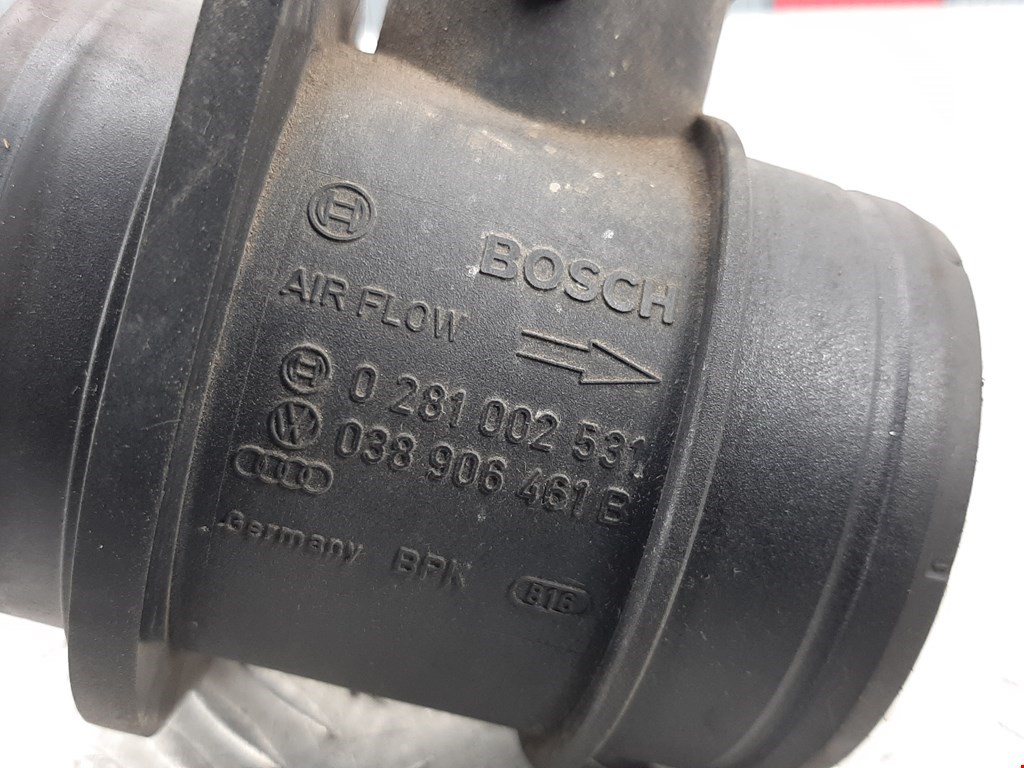 BOSCH
AIR FLOW
0 281 002 531
038 906 461 B
Germany BPK B16